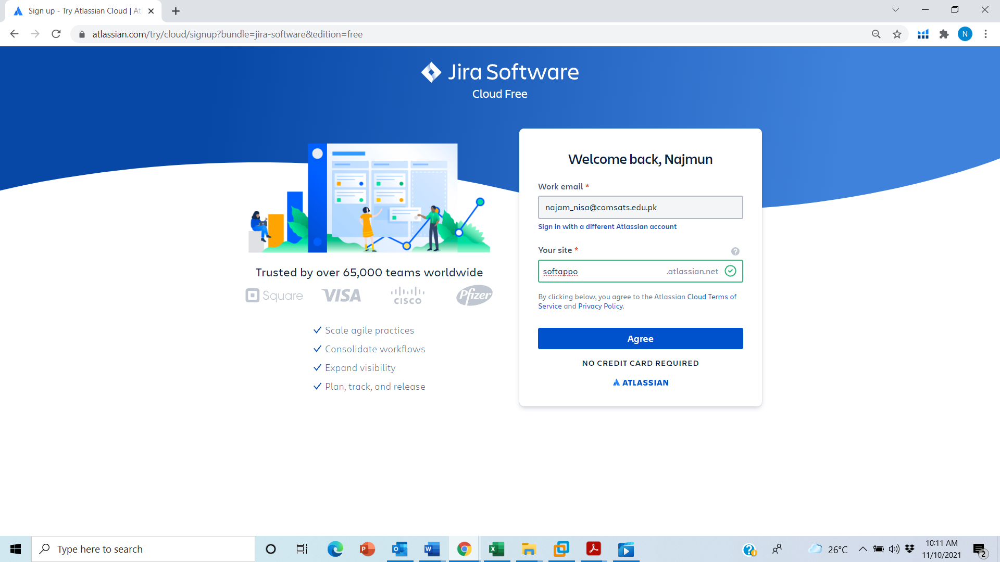 Sign up - Try Atlassian Cloud | At
atlassian.com/try/cloud/signup?bundle=jira-software&edition=free
N
Jira Software
Cloud Free
Welcome back, Najmun
Work email *
najam_nisa@comsats.edu.pk
Sign in with a different Atlassian account
Your site *
?
softappo
.atlassian.net
By clicking below, you agree to the Atlassian Cloud Terms of
Service and Privacy Policy.
Agree
NO CREDIT CARD REQUIRED
ATLASSIAN
Trusted by over 65,000 teams worldwide
Square
VISA
CISCO
Pfizer
Scale agile practices
Consolidate workflows
Expand visibility
Plan, track, and release
Type here to search
26°C
10:11 AM
11/10/2021
2